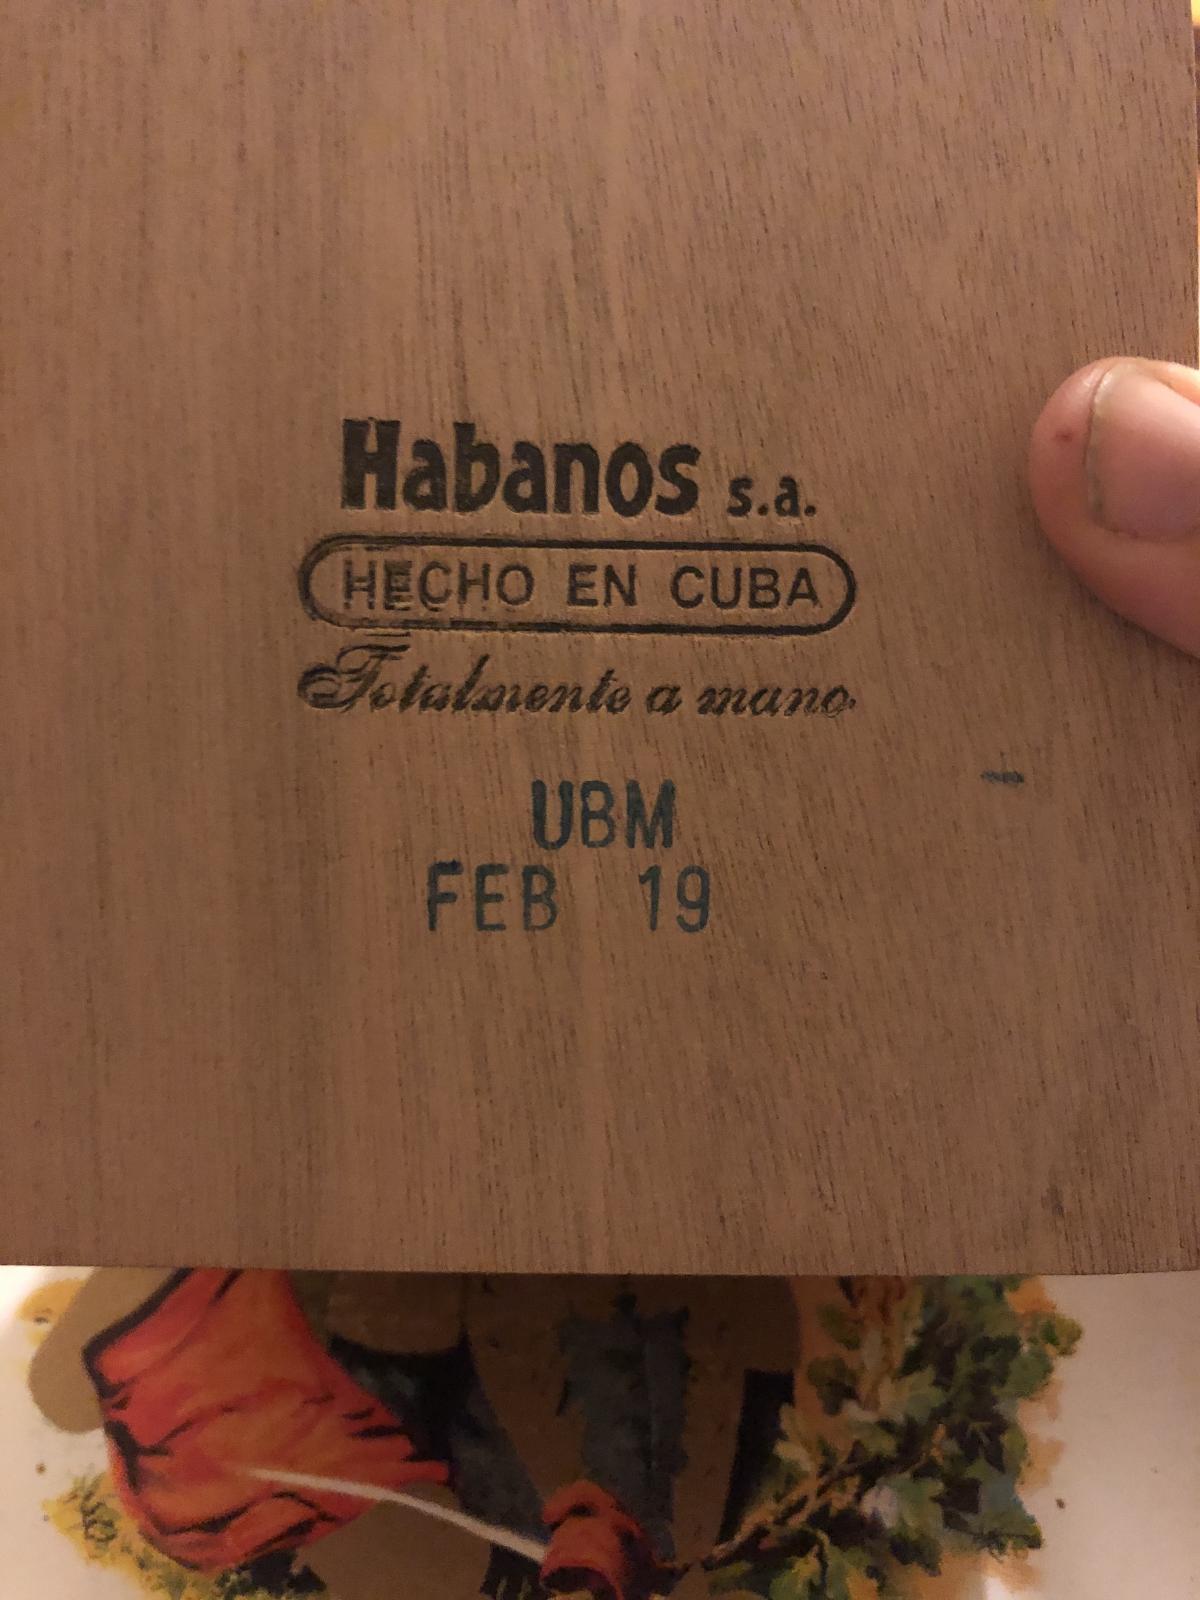 Habanos s.a.
HECHO EN CUBA
Totalmente a mano
UBM
FEB 19